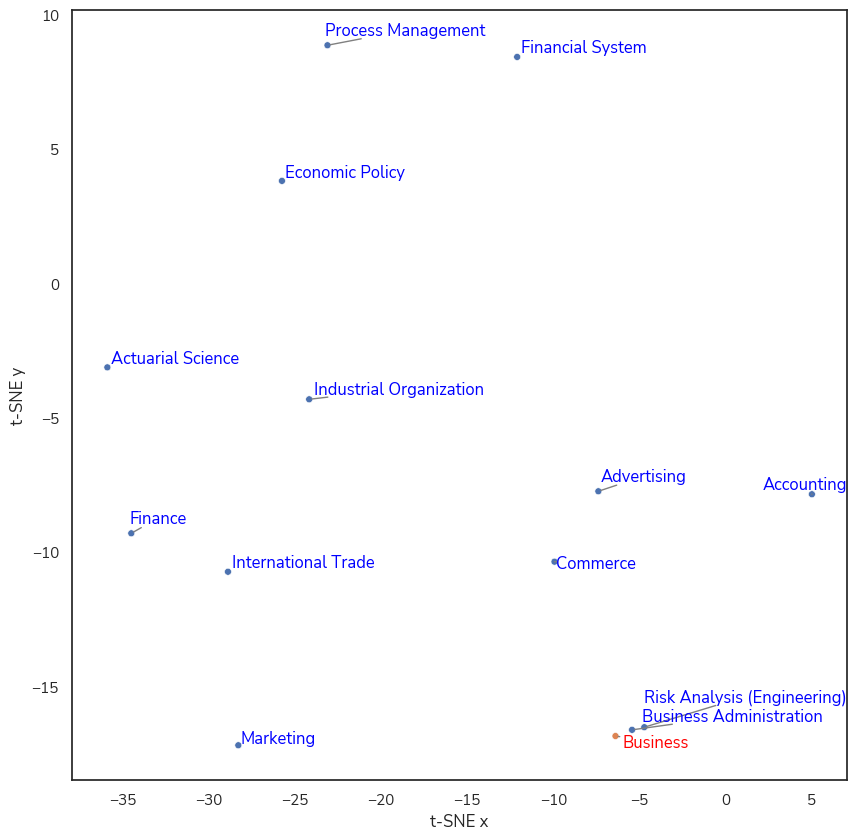 10
Process Management
Financial System
5
Economic Policy
0
Actuarial Science
Industrial Organization
−5
t-SNE y
Advertising
Accounting
Finance
−10
International Trade
Commerce
−15
Risk Analysis (Engineering)
Business Administration
Marketing
Business
−35 −30 −25 −20 −15 −10 −5 0 5
t-SNE x